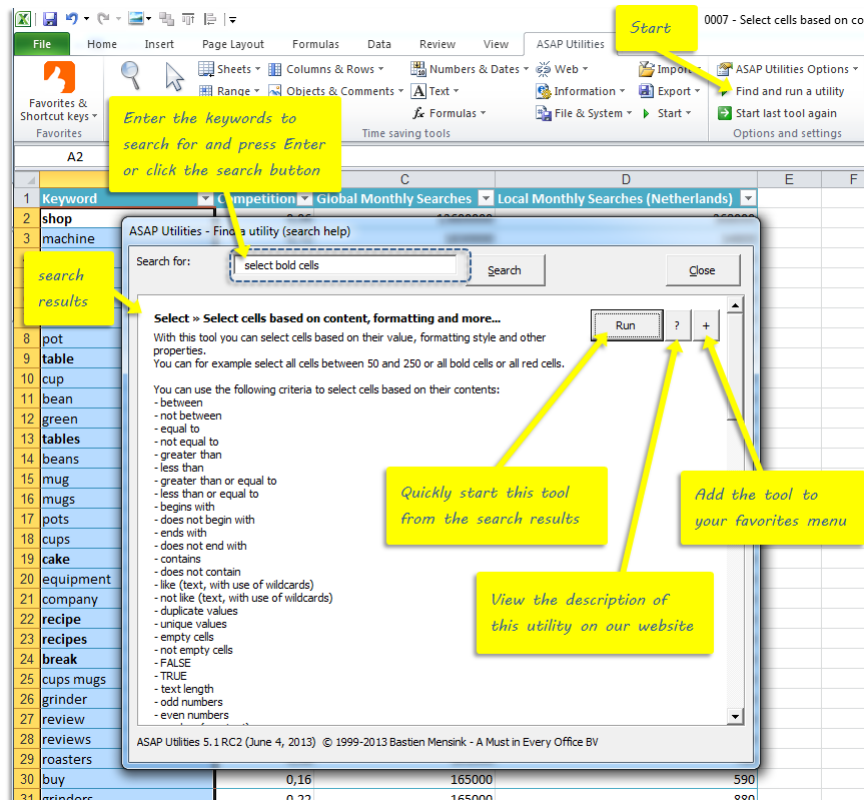 0007 - Select cells based on co
File Home Insert Page Layout Formulas Data Review View ASAP Utilities
Start
Sheets Columns & Rows Numbers & Dates Web Import ASAP Utilities Options
Range Objects & Comments Text Information Export Find and run a utility
Formulas File & System Start Start last tool again
Favorites &
Shortcut keys
Favorites Time saving tools Options and settings
Enter the keywords to
search for and press Enter
or click the search button
A2
C D E F
1 Keyword Competition Global Monthly Searches Local Monthly Searches (Netherlands)
2 shop
3 machine
ASAP Utilities - Find a utility (search help)
Search for: select bold cells Search Close
search
results
Select » Select cells based on content, formatting and more...
Run ? +
With this tool you can select cells based on their value, formatting style and other
properties.
You can for example select all cells between 50 and 250 or all bold cells or all red cells.
You can use the following criteria to select cells based on their contents:
- between
- not between
- equal to
- not equal to
- greater than
- less than
- greater than or equal to
- less than or equal to
- begins with
- does not begin with
- ends with
- does not end with
- contains
- does not contain
- like (text, with use of wildcards)
- not like (text, with use of wildcards)
- duplicate values
- unique values
- empty cells
- not empty cells
- FALSE
- TRUE
- text length
- odd numbers
- even numbers
Quickly start this tool
from the search results
Add the tool to
your favorites menu
View the description of
this utility on our website
ASAP Utilities 5.1 RC2 (June 4, 2013) © 1999-2013 Bastien Mensink - A Must in Every Office BV
8 pot
9 table
10 cup
11 bean
12 green
13 tables
14 beans
15 mug
16 mugs
17 pots
18 cups
19 cake
20 equipment
21 company
22 recipe
23 recipes
24 break
25 cups mugs
26 grinder
27 review
28 reviews
29 roasters
30 buy 0,16 165000 590
31 grinders 0,22 165000 880